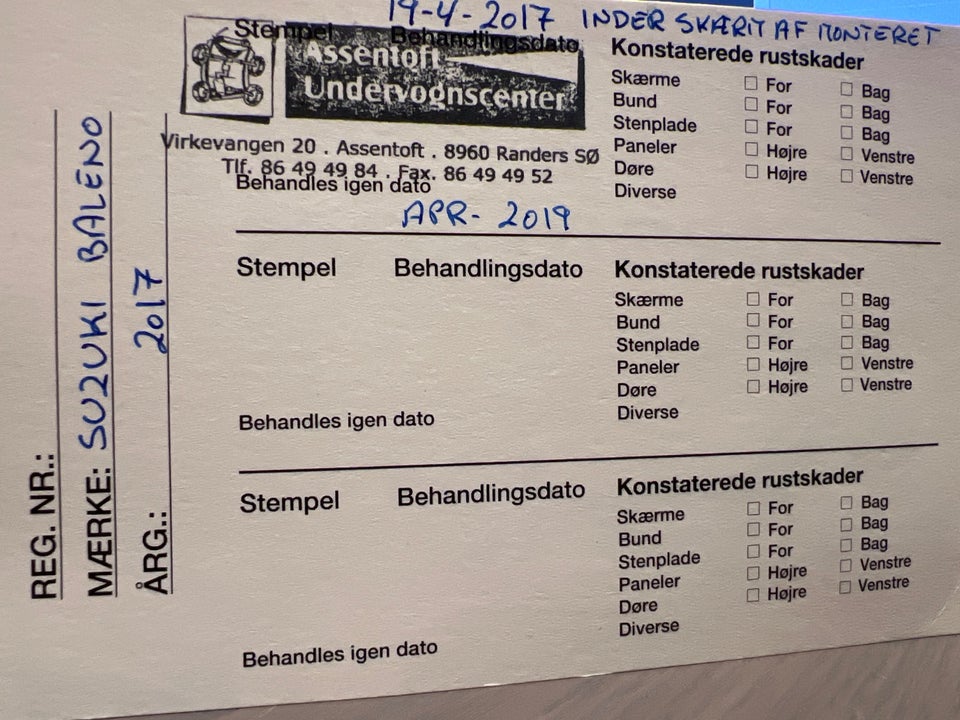 19-4-2017 INDER SKÆRM AF MONTERET
Stempel Behandlingsdato
Assentoft
Undervognscenter
Virkevangen 20 . Assentoft . 8960 Randers SØ
Tlf. 86 49 49 84 . Fax. 86 49 49 52
Behandles igen dato
APR- 2019
Konstaterede rustskader
Skærme For Bag
Bund For Bag
Stenplade For Bag
Paneler Højre Venstre
Døre Højre Venstre
Diverse
Stempel Behandlingsdato
Behandles igen dato
Konstaterede rustskader
Skærme For Bag
Bund For Bag
Stenplade For Bag
Paneler Højre Venstre
Døre Højre Venstre
Diverse
Stempel Behandlingsdato
Behandles igen dato
Konstaterede rustskader
Skærme For Bag
Bund For Bag
Stenplade For Bag
Paneler Højre Venstre
Døre Højre Venstre
Diverse
REG. NR.:
MÆRKE: SUZUKI BALENO
ÅRG.: 2017